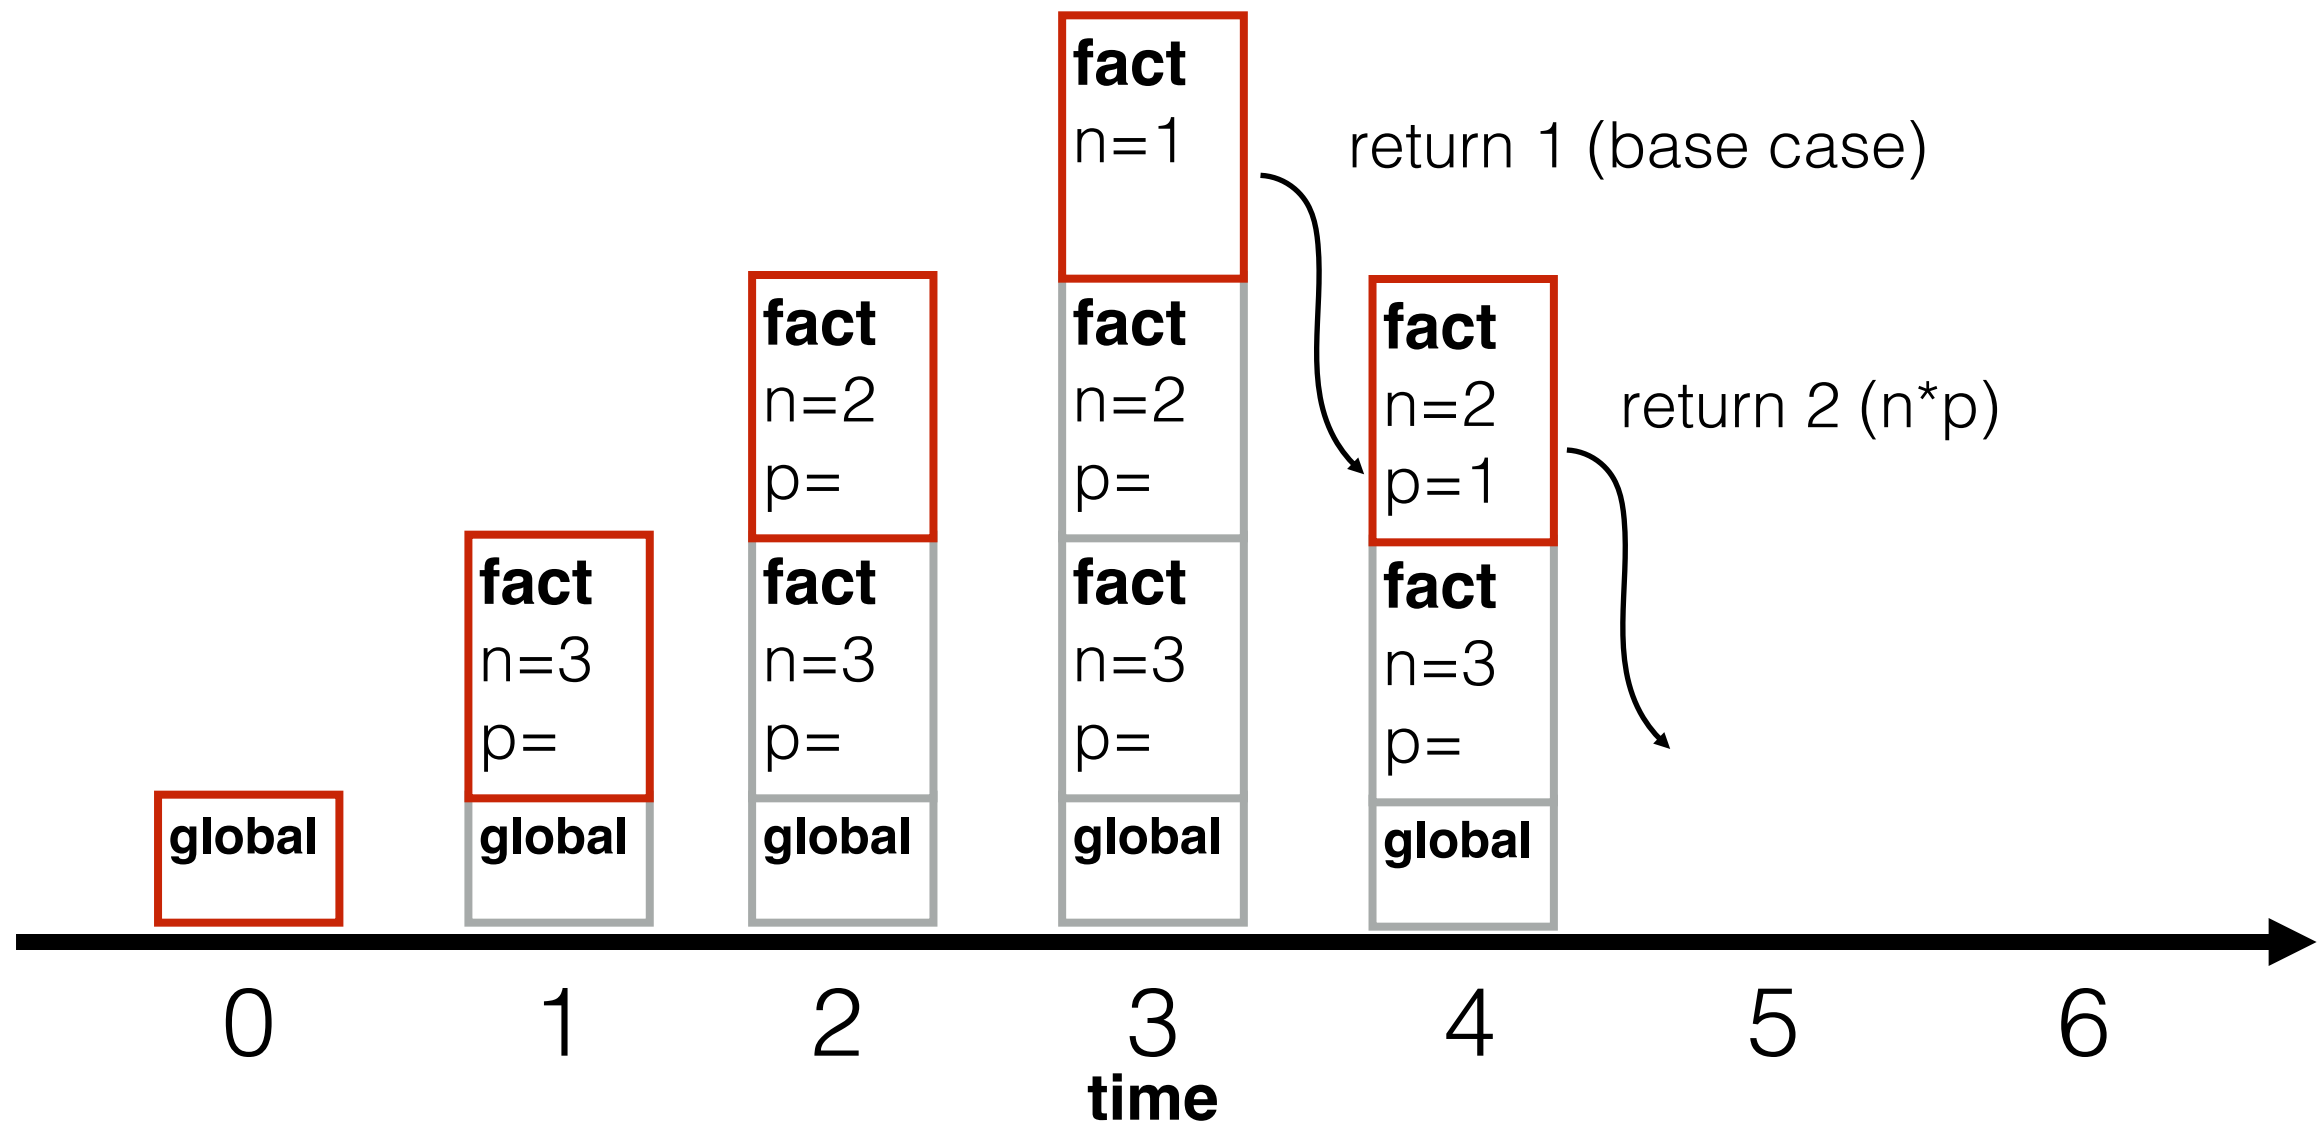 fact
n=1
return 1 (base case)
fact
n=2
p=
fact
n=2
p=
fact
n=2
p=1
return 2 (n*p)
fact
n=3
p=
fact
n=3
p=
fact
n=3
p=
fact
n=3
p=
global
global
global
global
global
0 1 2 3 4 5 6
time